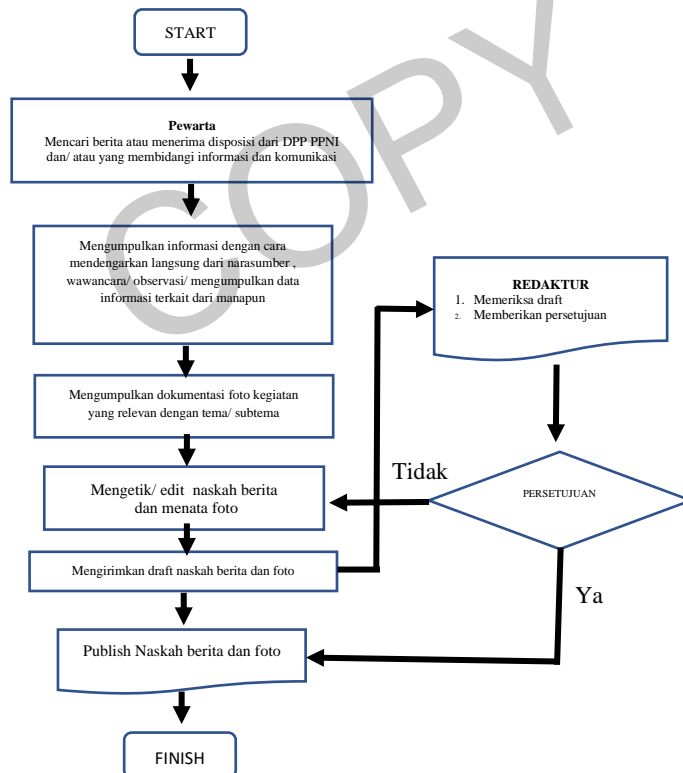 START
Pewarta
Mencari berita atau menerima disposisi dari DPP PPNI
dan/ atau yang membidangi informasi dan komunikasi
Mengumpulkan informasi dengan cara
mendengarkan langsung dari narasumber ,
wawancara/ observasi/ mengumpulkan data
informasi terkait dari manapun
Mengumpulkan dokumentasi foto kegiatan
yang relevan dengan tema/ subtema
Mengetik/ edit naskah berita
dan menata foto
Mengirimkan draft naskah berita dan foto
REDAKTUR
1. Memeriksa draft
2. Memberikan persetujuan
PERSETUJUAN
Tidak
Ya
Publish Naskah berita dan foto
FINISH
COPY